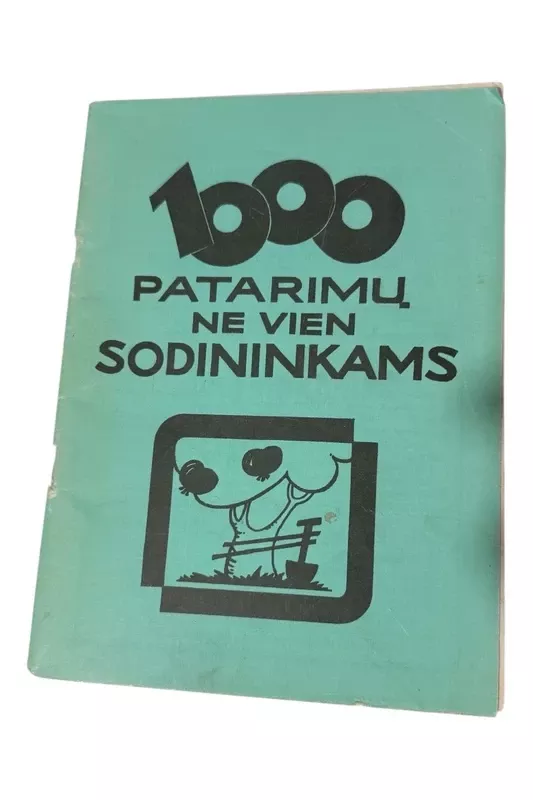 1000
PATARIMŲ
NE VIEN
SODININKAMS